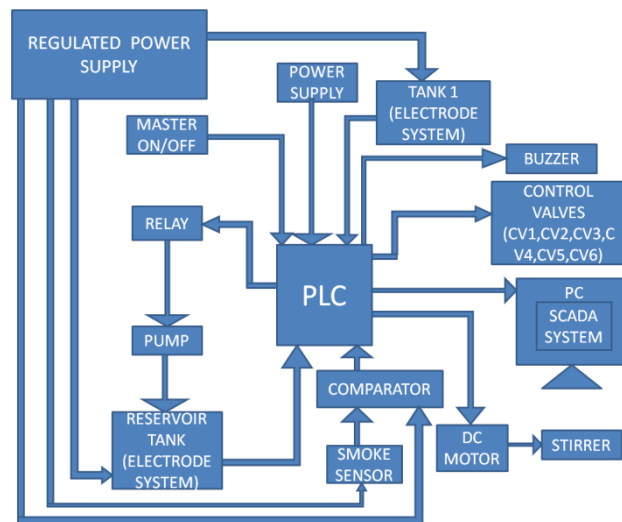 REGULATED POWER
SUPPLY
POWER
SUPPLY
TANK 1
(ELECTRODE
SYSTEM)
MASTER
ON/OFF
BUZZER
CONTROL
VALVES
(CV1,CV2,CV3,C
V4,CV5,CV6)
RELAY
PLC
PC
SCADA
SYSTEM
PUMP
COMPARATOR
RESERVOIR
TANK
(ELECTRODE
SYSTEM)
SMOKE
SENSOR
DC
MOTOR
STIRRER